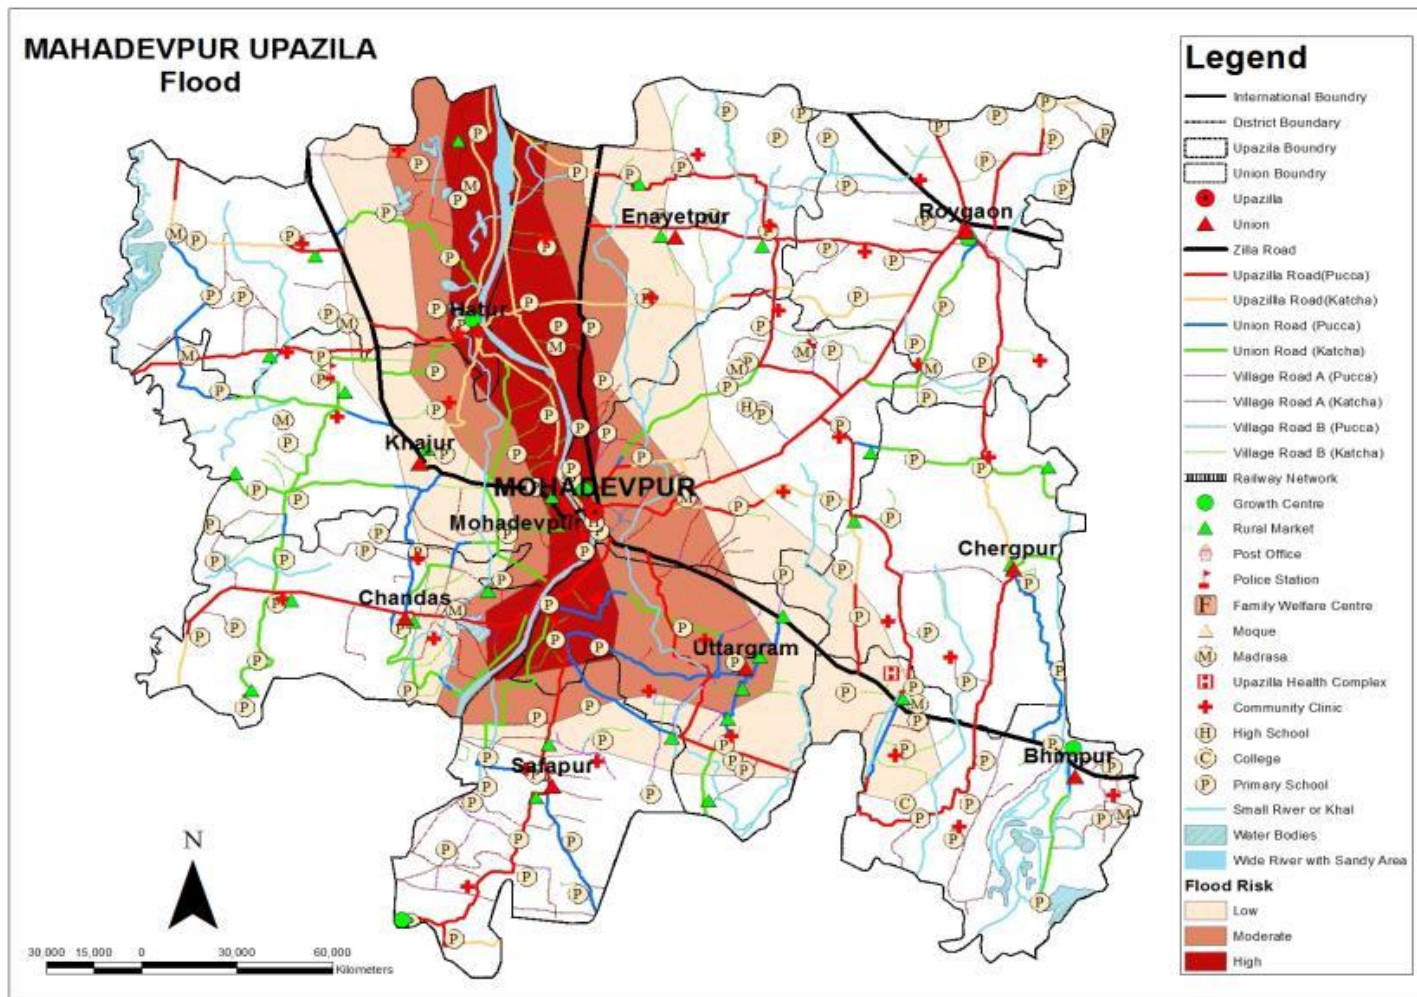 MAHADEVPUR UPAZILA
Flood
Enayetpur
Roygaon
Hatur
Khajur
MOHADEVPUR
Mohadevpur
Chergpur
Chandas
Uttargram
Safapur
Bhimpur
N
30,000 15,000 0 30,000 60,000
Kilometers
Legend
International Boundry
District Boundary
Upazila Boundry
Union Boundry
Upazilla
Union
Zilla Road
Upazilla Road(Pucca)
Upazilla Road(Katcha)
Union Road (Pucca)
Union Road (Katcha)
Village Road A (Pucca)
Village Road A (Katcha)
Village Road B (Pucca)
Village Road B (Katcha)
Railway Network
Growth Centre
Rural Market
Post Office
Police Station
F Family Welfare Centre
Moque
M Madrasa
H Upazilla Health Complex
Community Clinic
H High School
C College
P Primary School
Small River or Khal
Water Bodies
Wide River with Sandy Area
Flood Risk
Low
Moderate
High